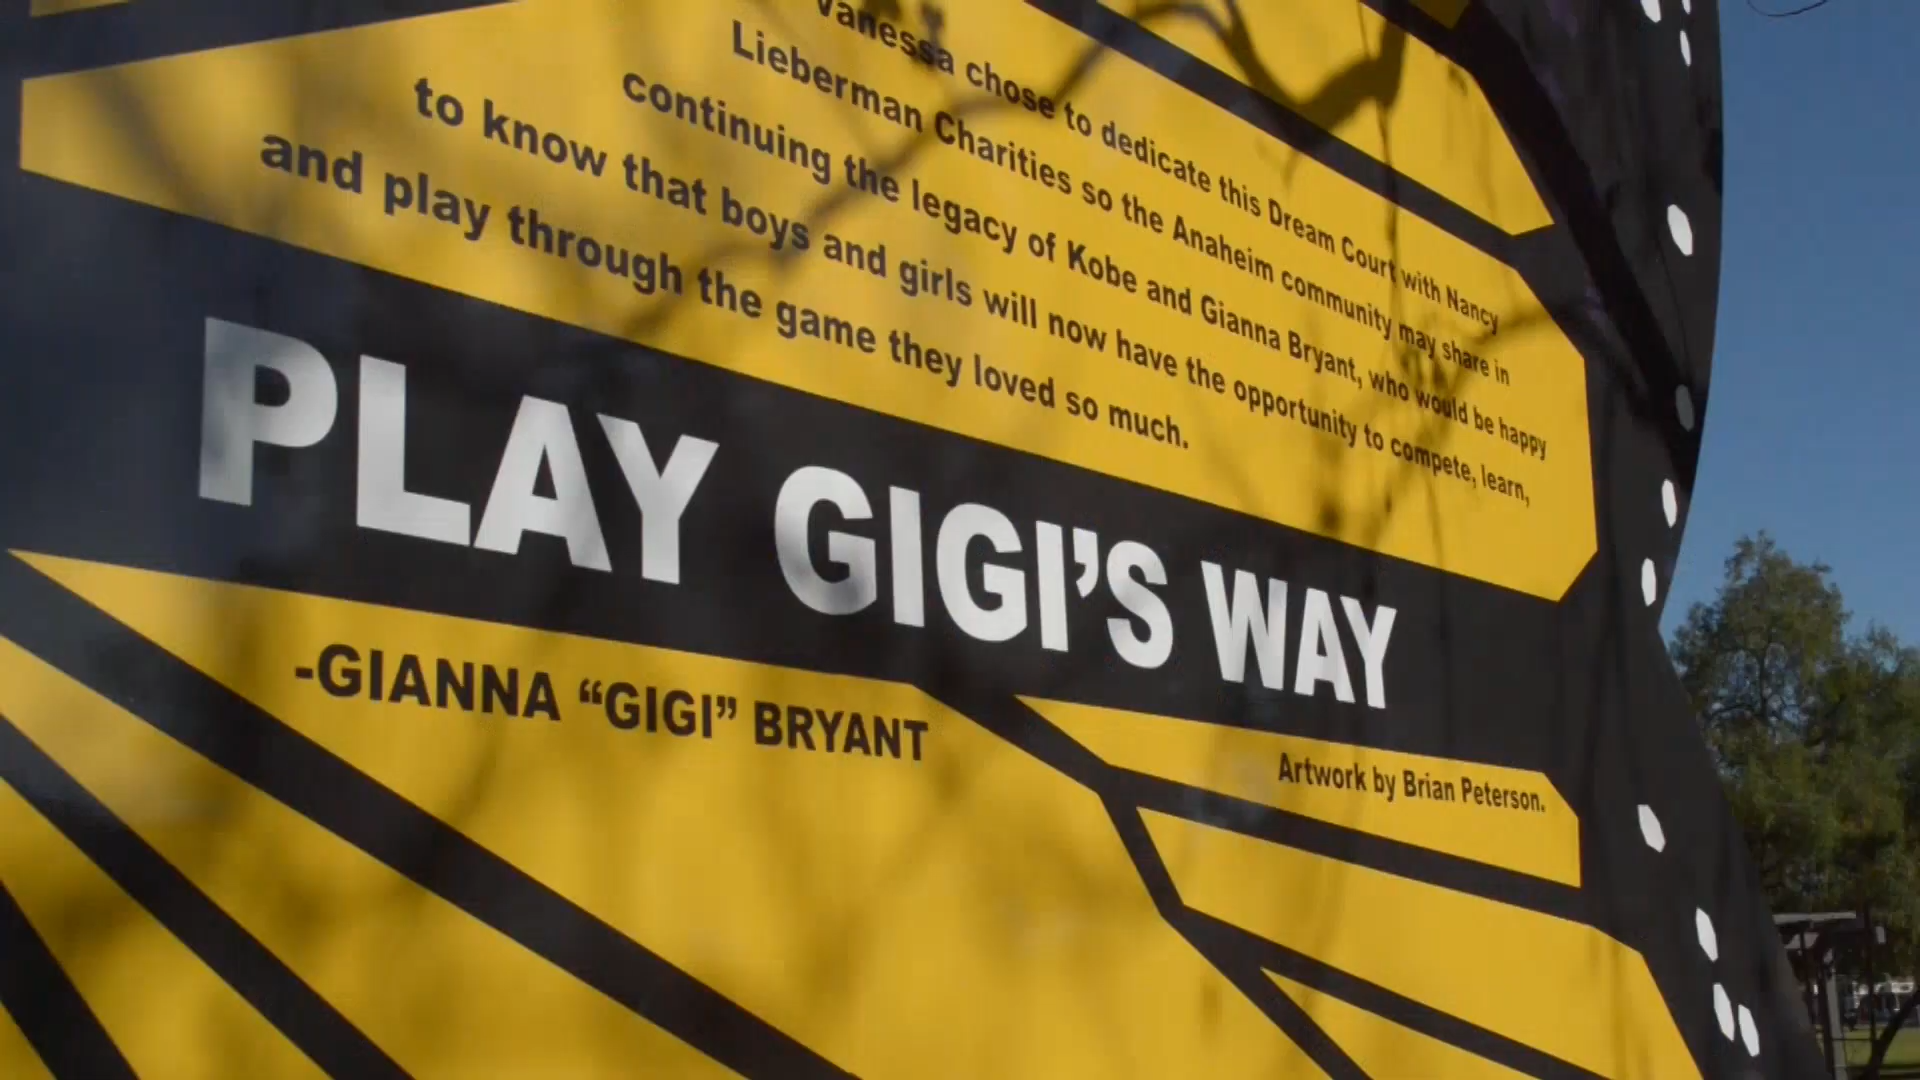 Vanessa chose to dedicate this Dream Court with Nancy
Lieberman Charities so the Anaheim community may share in
continuing the legacy of Kobe and Gianna Bryant, who would be happy
to know that boys and girls will now have the opportunity to compete, learn,
and play through the game they loved so much.
PLAY GIGI’S WAY
-GIANNA “GIGI” BRYANT
Artwork by Brian Peterson.